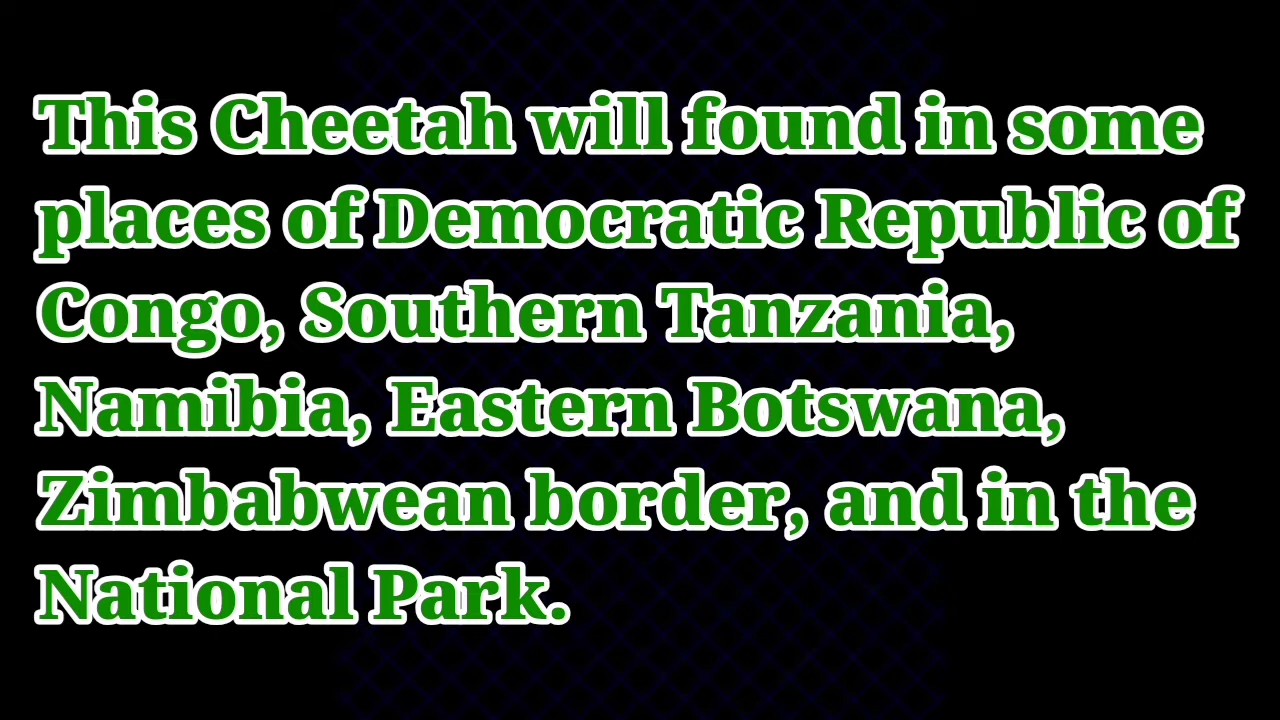 This Cheetah will found in some
places of Democratic Republic of
Congo, Southern Tanzania,
Namibia, Eastern Botswana,
Zimbabwean border, and in the
National Park.